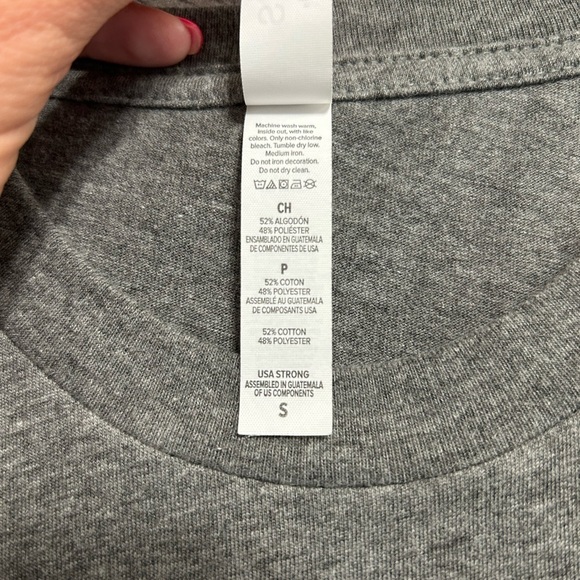 Machine wash warm,
inside out, with like
colors. Only non-chlorine
bleach. Tumble dry low.
Medium iron.
Do not iron decoration.
Do not dry clean.
CH
52% ALGODÓN
48% POLIÉSTER
ENSAMBLADO EN GUATEMALA
DE COMPONENTES DE USA
P
52% COTON
48% POLYESTER
ASSEMBLÉ AU GUATEMALA
DE COMPOSANTS USA
52% COTTON
48% POLYESTER
USA STRONG
ASSEMBLED IN GUATEMALA
OF US COMPONENTS
S